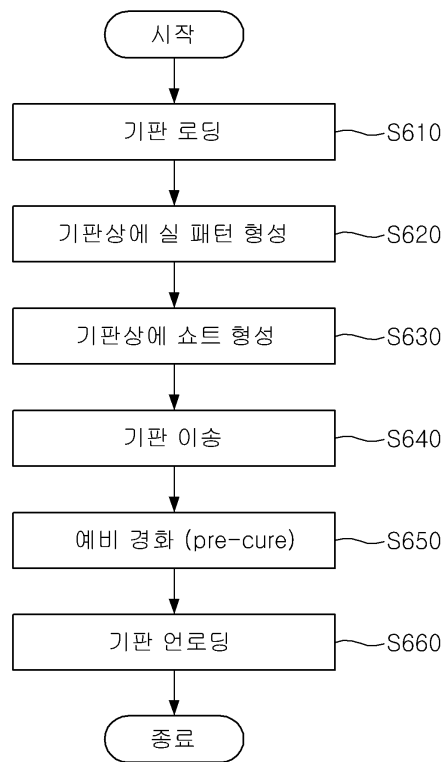 시작
기판 로딩 S610
기판상에 실 패턴 형성 S620
기판상에 쇼트 형성 S630
기판 이송 S640
예비 경화 (pre-cure) S650
기판 언로딩 S660
종료